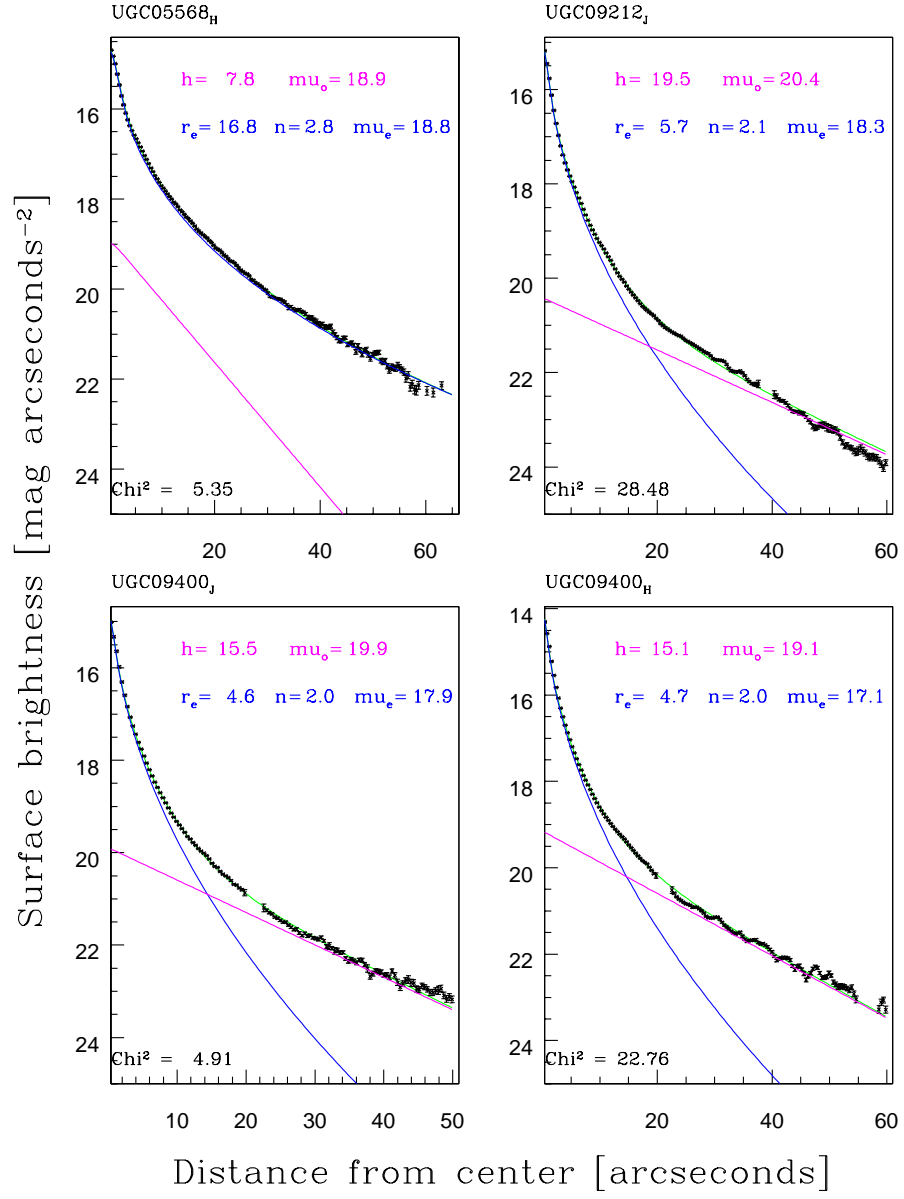 UGC05568H
h= 7.8 muo=18.9
re=16.8 n=2.8 mue=18.8
Chi² = 5.35
16
18
20
22
24
20 40 60
UGC09212J
h= 19.5 muo=20.4
re= 5.7 n=2.1 mue=18.3
Chi² = 28.48
16
18
20
22
24
20 40 60
UGC09400J
h= 15.5 muo=19.9
re= 4.6 n=2.0 mue=17.9
Chi² = 4.91
16
18
20
22
24
10 20 30 40 50
UGC09400H
h= 15.1 muo=19.1
re= 4.7 n=2.0 mue=17.1
Chi² = 22.76
14
16
18
20
22
24
20 40 60
Surface brightness [mag arcseconds⁻²]
Distance from center [arcseconds]